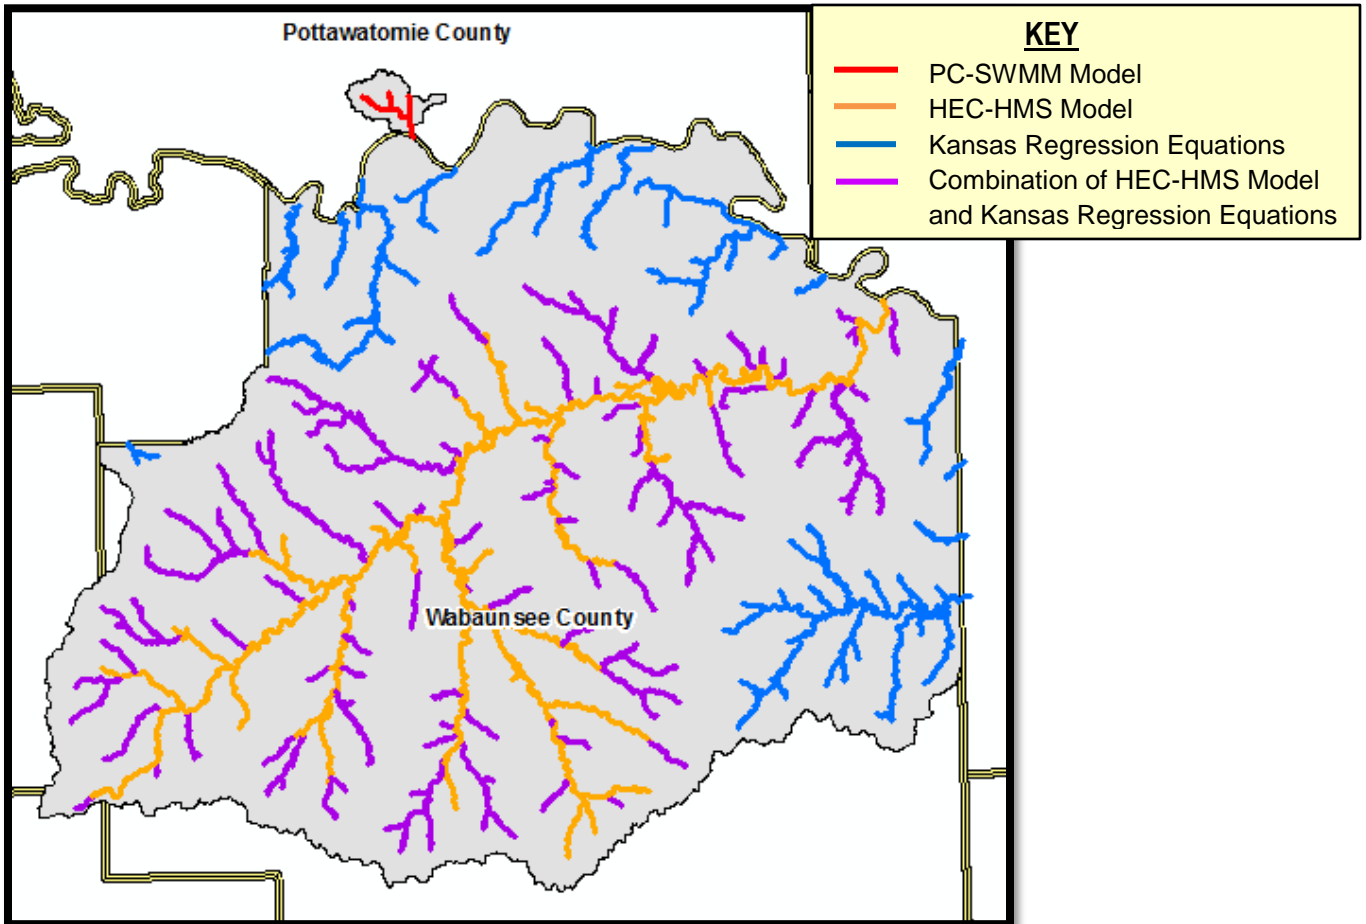 Pottawatomie County
KEY
PC-SWMM Model
HEC-HMS Model
Kansas Regression Equations
Combination of HEC-HMS Model
and Kansas Regression Equations
Wabaunsee County